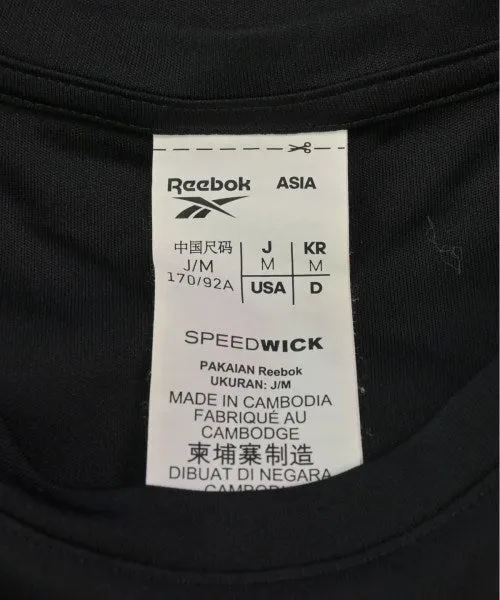 Reebok ASIA
中国尺码 J KR
J/M M M
170/92A USA D
SPEEDWICK
PAKAIAN Reebok
UKURAN: J/M
MADE IN CAMBODIA
FABRIQUÉ AU
CAMBODGE
柬埔寨制造
DIBUAT DI NEGARA